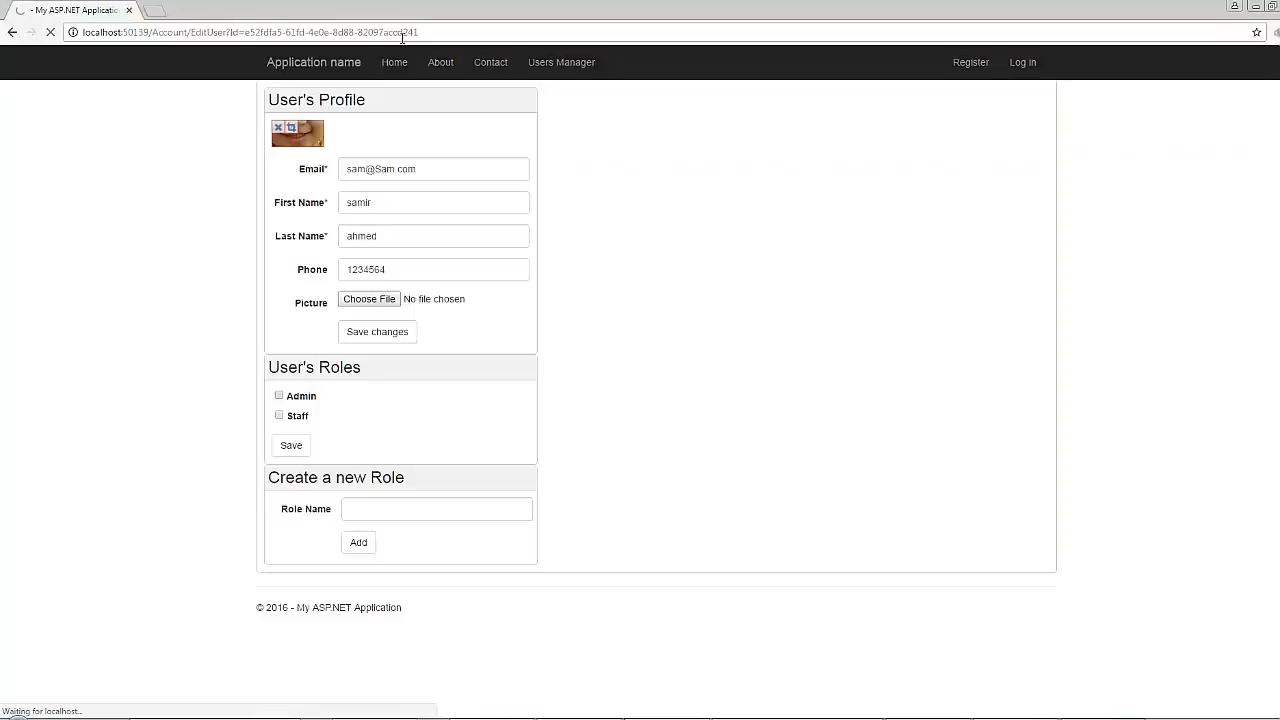 - My ASP.NET Applicatic
localhost:50139/Account/EditUser?Id=e52fdfa5-61fd-4e0e-8d88-82097accd241
Application name Home About Contact Users Manager Register Log in
User's Profile
Email* sam@Sam.com
First Name* samir
Last Name* ahmed
Phone 1234564
Picture Choose File No file chosen
Save changes
User's Roles
Admin
Staff
Save
Create a new Role
Role Name
Add
© 2016 - My ASP.NET Application
Waiting for localhost...